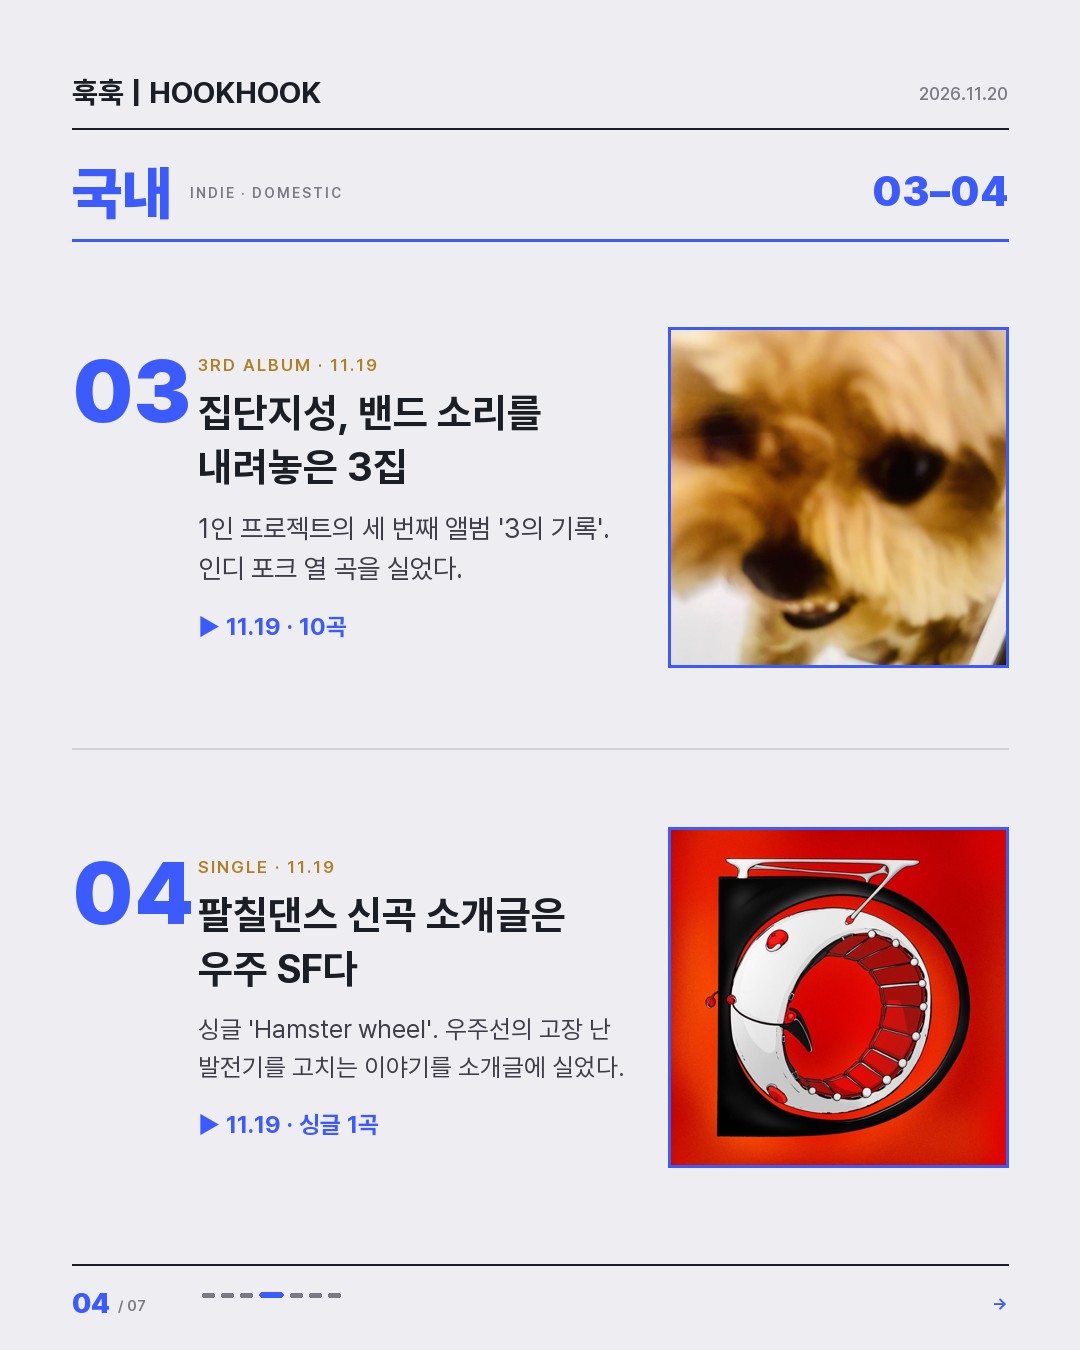 훅훅 | HOOKHOOK
2026.11.20
국내
INDIE · DOMESTIC
03–04
03
3RD ALBUM · 11.19
집단지성, 밴드 소리를
내려놓은 3집
1인 프로젝트의 세 번째 앨범 '3의 기록'.
인디 포크 열 곡을 실었다.
▶ 11.19 · 10곡
04
SINGLE · 11.19
팔칠댄스 신곡 소개글은
우주 SF다
싱글 'Hamster wheel'. 우주선의 고장 난
발전기를 고치는 이야기를 소개글에 실었다.
▶ 11.19 · 싱글 1곡
04 / 07
→